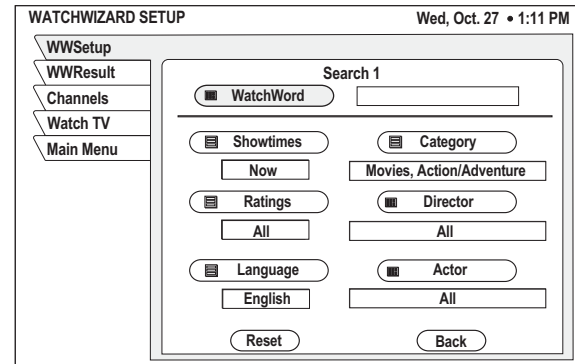 WATCHWIZARD SETUP Wed, Oct. 27 • 1:11 PM
WWSetup
WWResult
Channels
Watch TV
Main Menu
Search 1
WatchWord
Showtimes Category
Now Movies, Action/Adventure
Ratings Director
All All
Language Actor
English All
Reset Back